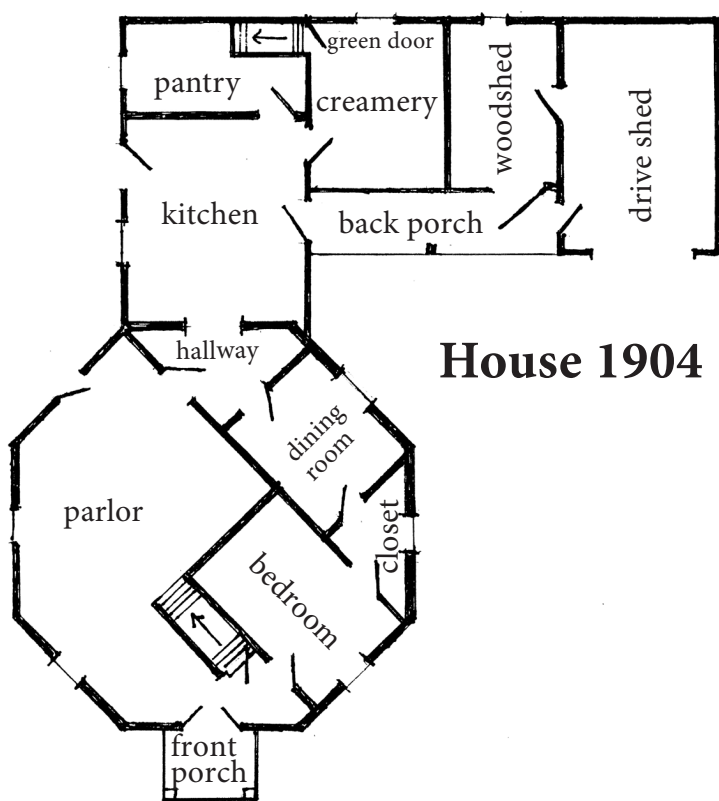 green door
pantry
creamery
woodshed
drive shed
kitchen
back porch
hallway
House 1904
dining
room
parlor
closet
bedroom
front
porch